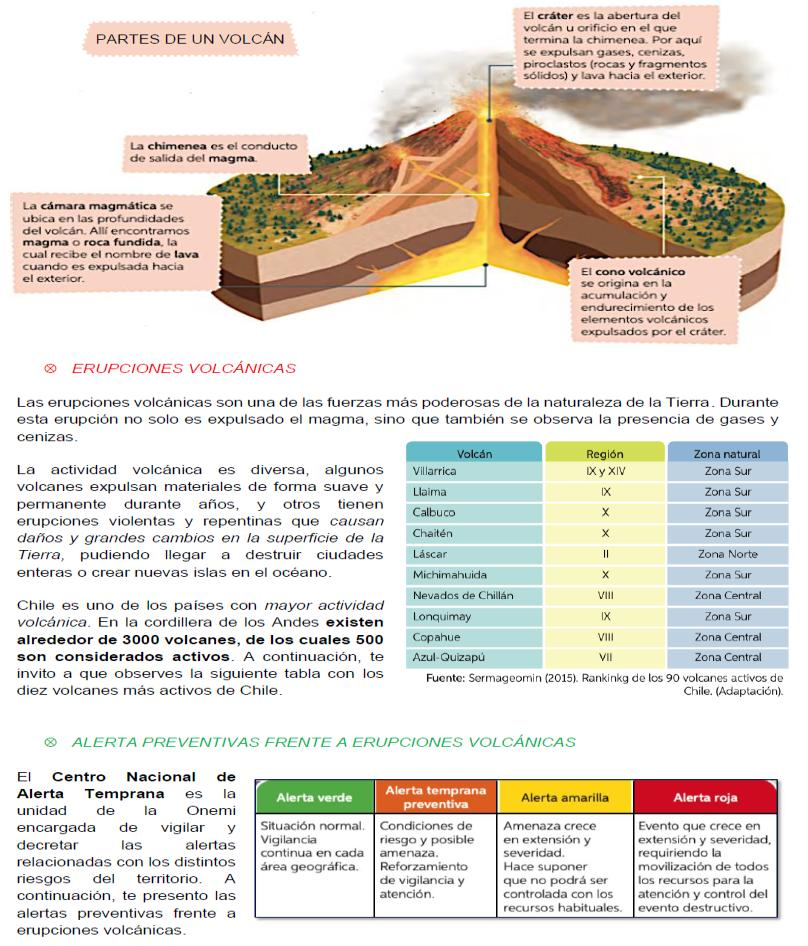 PARTES DE UN VOLCÁN
El cráter es la abertura del
volcán u orificio en el que
termina la chimenea. Por aquí
se expulsan gases, cenizas,
piroclastos (rocas y fragmentos
sólidos) y lava hacia el exterior.
La chimenea es el conducto
de salida del magma.
La cámara magmática se
ubica en las profundidades
del volcán. Allí encontramos
magma o roca fundida, la
cual recibe el nombre de lava
cuando es expulsada hacia
el exterior.
El cono volcánico
se origina en la
acumulación y
endurecimiento de los
elementos volcánicos
expulsados por el cráter.
⊗ ERUPCIONES VOLCÁNICAS
Las erupciones volcánicas son una de las fuerzas más poderosas de la naturaleza de la Tierra. Durante
esta erupción no solo es expulsado el magma, sino que también se observa la presencia de gases y
cenizas.
La actividad volcánica es diversa, algunos
volcanes expulsan materiales de forma suave y
permanente durante años, y otros tienen
erupciones violentas y repentinas que causan
daños y grandes cambios en la superficie de la
Tierra, pudiendo llegar a destruir ciudades
enteras o crear nuevas islas en el océano.
Chile es uno de los países con mayor actividad
volcánica. En la cordillera de los Andes existen
alrededor de 3000 volcanes, de los cuales 500
son considerados activos. A continuación, te
invito a que observes la siguiente tabla con los
diez volcanes más activos de Chile.
Volcán Región Zona natural
Villarrica IX y XIV Zona Sur
Llaima IX Zona Sur
Calbuco X Zona Sur
Chaitén X Zona Sur
Láscar II Zona Norte
Michimahuida X Zona Sur
Nevados de Chillán VIII Zona Central
Lonquimay IX Zona Sur
Copahue VIII Zona Central
Azul-Quizapú VII Zona Central
Fuente: Sermageomin (2015). Rankinkg de los 90 volcanes activos de
Chile. (Adaptación).
⊗ ALERTA PREVENTIVAS FRENTE A ERUPCIONES VOLCÁNICAS
El Centro Nacional de
Alerta Temprana es la
unidad de la Onemi
encargada de vigilar y
decretar las alertas
relacionadas con los distintos
riesgos del territorio. A
continuación, te presento las
alertas preventivas frente a
erupciones volcánicas.
Alerta verde
Situación normal.
Vigilancia
continua en cada
área geográfica.
Alerta temprana
preventiva
Condiciones de
riesgo y posible
amenaza.
Reforzamiento
de vigilancia y
atención.
Alerta amarilla
Amenaza crece
en extensión y
severidad.
Hace suponer
que no podrá ser
controlada con los
recursos habituales.
Alerta roja
Evento que crece en
extensión y severidad,
requiriendo la
movilización de todos
los recursos para la
atención y control del
evento destructivo.